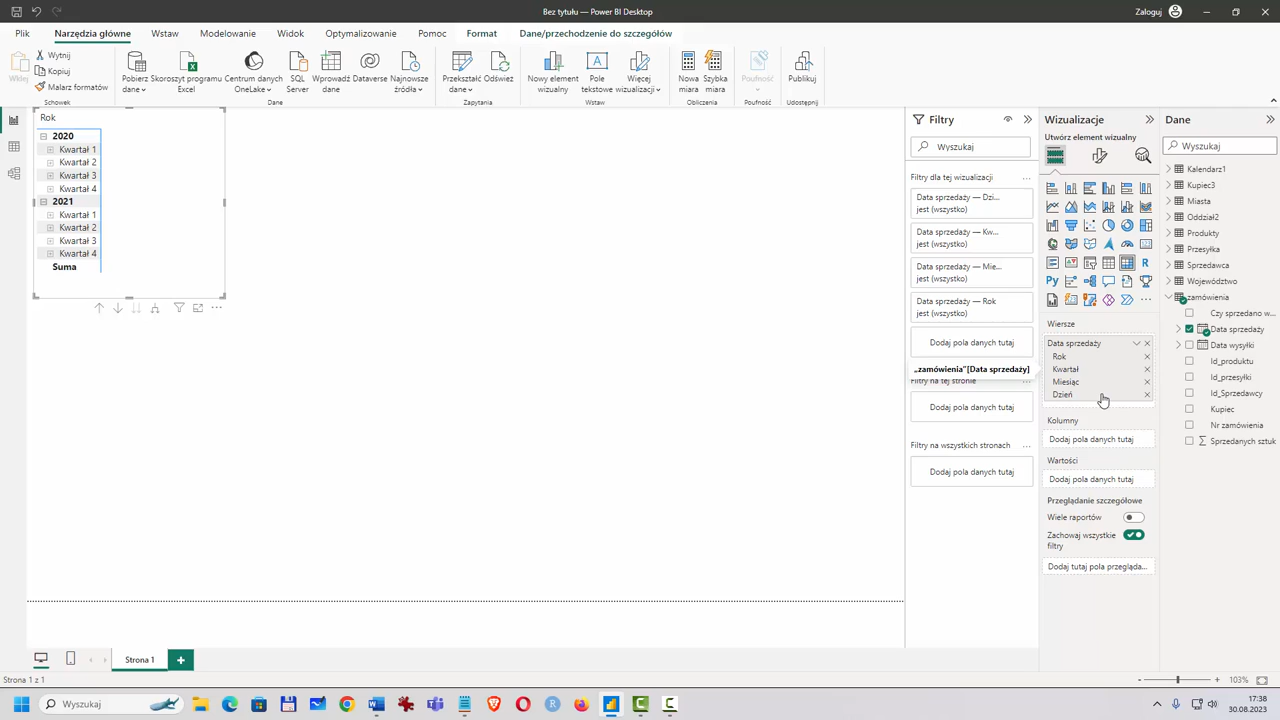 Bez tytułu — Power BI Desktop
Zaloguj
Plik
Narzędzia główne
Wstaw
Modelowanie
Widok
Optymalizowanie
Pomoc
Format
Dane/przechodzenie do szczegółów
Wklej
Wytnij
Kopiuj
Malarz formatów
Schowek
Pobierz dane
Skoroszyt programu Excel
Centrum danych OneLake
SQL Server
Wprowadź dane
Dataverse
Najnowsze źródła
Dane
Przekształć dane
Odśwież
Zapytania
Nowy element wizualny
Pole tekstowe
Więcej wizualizacji
Wstaw
Nowa miara
Szybka miara
Obliczenia
Poufność
Poufność
Publikuj
Udostępnij
Rok
2020
Kwartał 1
Kwartał 2
Kwartał 3
Kwartał 4
2021
Kwartał 1
Kwartał 2
Kwartał 3
Kwartał 4
Suma
Filtry
Wyszukaj
Filtry dla tej wizualizacji
Data sprzedaży — Dzi...
jest (wszystko)
Data sprzedaży — Kw...
jest (wszystko)
Data sprzedaży — Mie...
jest (wszystko)
Data sprzedaży — Rok
jest (wszystko)
Dodaj pola danych tutaj
„zamówienia”[Data sprzedaży]
Filtry na tej stronie
Dodaj pola danych tutaj
Filtry na wszystkich stronach
Dodaj pola danych tutaj
Wizualizacje
Utwórz element wizualny
R
Py
Wiersze
Data sprzedaży
Rok
Kwartał
Miesiąc
Dzień
Kolumny
Dodaj pola danych tutaj
Wartości
Dodaj pola danych tutaj
Przeglądanie szczegółowe
Wiele raportów
Zachowaj wszystkie
filtry
Dodaj tutaj pola przegląda...
Dane
Wyszukaj
Kalendarz1
Kupiec3
Miasta
Oddział2
Produkty
Przesyłka
Sprzedawca
Województwo
zamówienia
Czy sprzedano w...
Data sprzedaży
Data wysyłki
Id_produktu
Id_przesyłki
Id_Sprzedawcy
Kupiec
Nr zamówienia
Sprzedanych sztuk
Strona 1
Strona 1 z 1
103%
Wyszukaj
17:38
30.08.2023